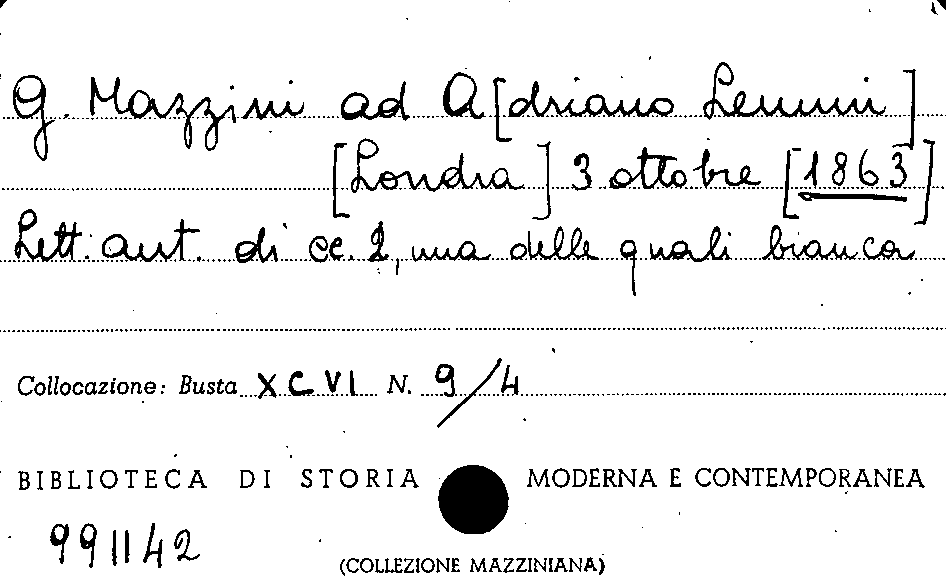 G. Mazzini ad A[driano Lemmi]
[Londra] 3 ottobre [1863]
Lett. aut. di cc. 2, una delle quali bianca
Collocazione: Busta XCVI N. 9/4
BIBLIOTECA DI STORIA MODERNA E CONTEMPORANEA
991142
(COLLEZIONE MAZZINIANA)